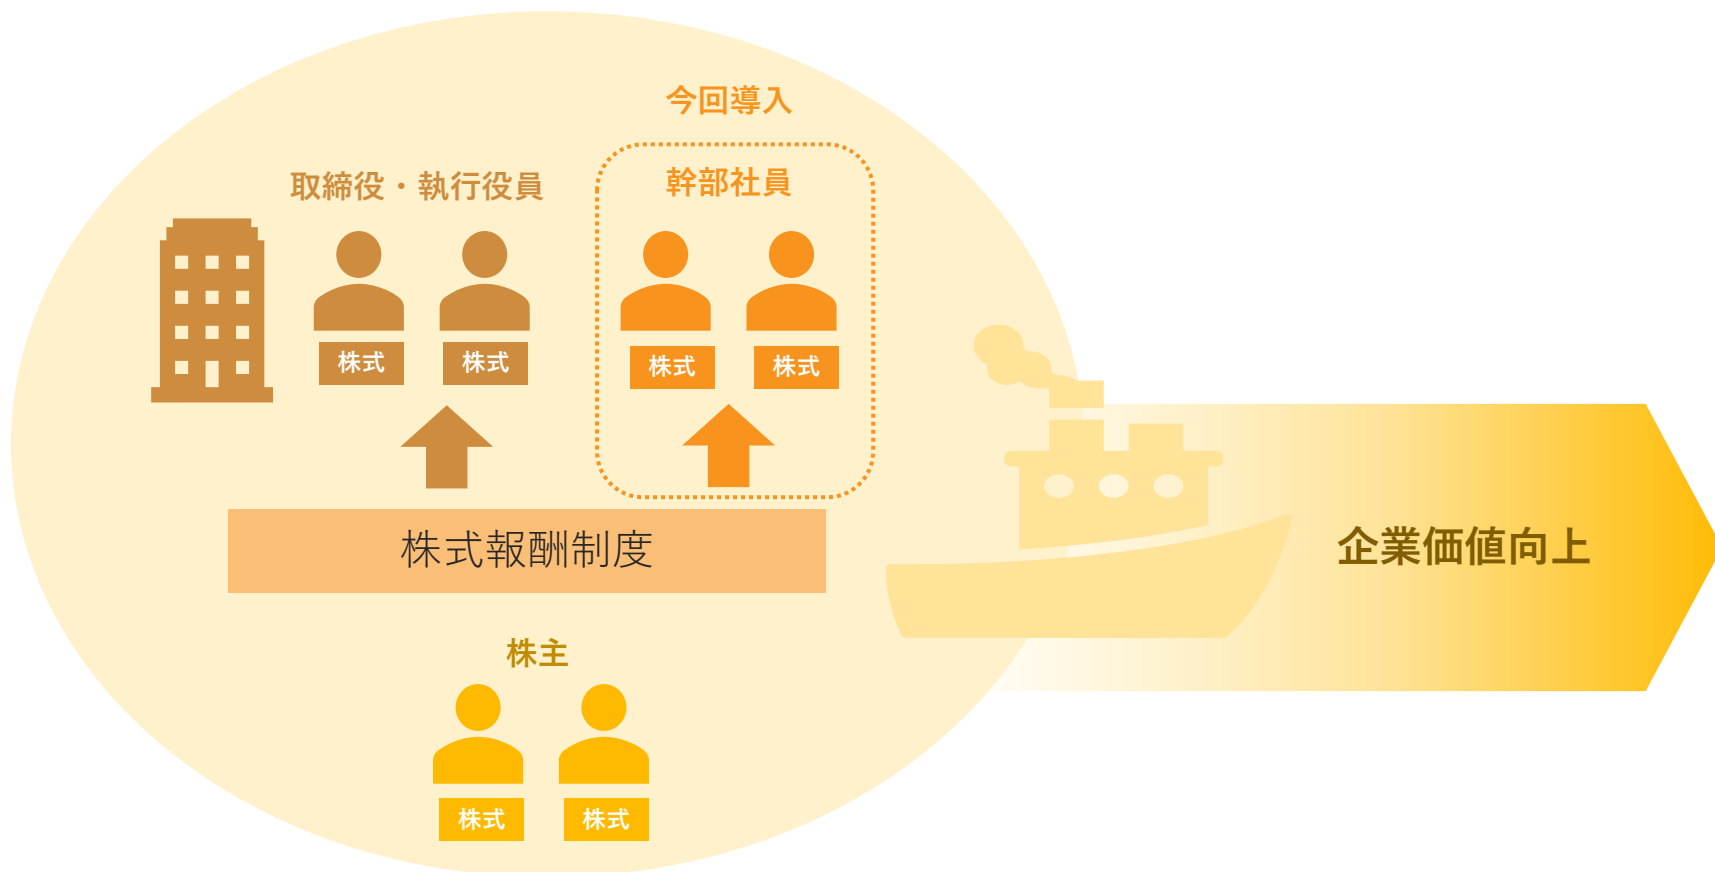 今回導入
取締役・執行役員
幹部社員
株式
株式
株式
株式
株式報酬制度
企業価値向上
株主
株式
株式